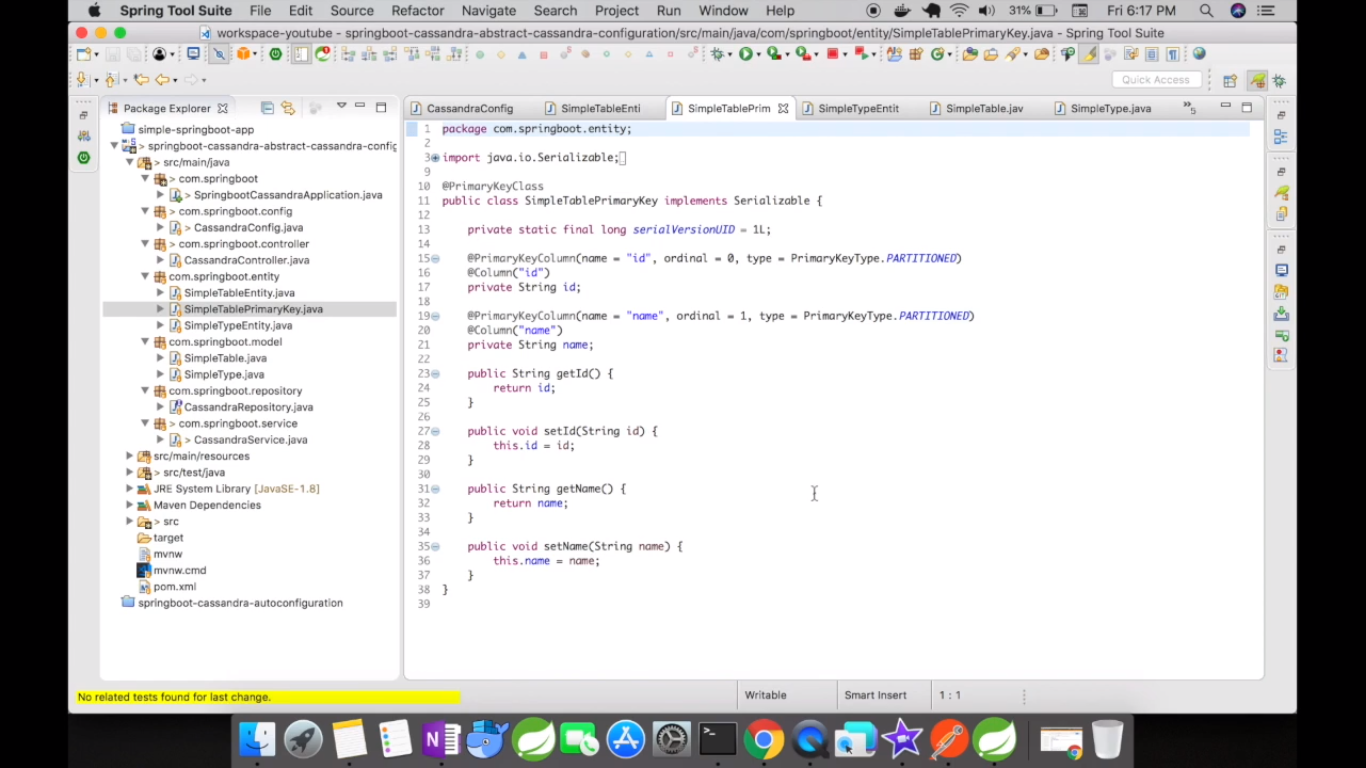 Spring Tool Suite File Edit Source Refactor Navigate Search Project Run Window Help 31% Fri 6:17 PM
workspace-youtube - springboot-cassandra-abstract-cassandra-configuration/src/main/java/com/springboot/entity/SimpleTablePrimaryKey.java - Spring Tool Suite
Quick Access
Package Explorer
simple-springboot-app
> springboot-cassandra-abstract-cassandra-config
> src/main/java
> com.springboot
> SpringbootCassandraApplication.java
> com.springboot.config
> CassandraConfig.java
> com.springboot.controller
CassandraController.java
com.springboot.entity
SimpleTableEntity.java
SimpleTablePrimaryKey.java
SimpleTypeEntity.java
com.springboot.model
SimpleTable.java
SimpleType.java
com.springboot.repository
CassandraRepository.java
> com.springboot.service
> CassandraService.java
src/main/resources
> src/test/java
JRE System Library [JavaSE-1.8]
Maven Dependencies
> src
target
mvnw
mvnw.cmd
pom.xml
springboot-cassandra-autoconfiguration
CassandraConfig SimpleTableEnti SimpleTablePrim SimpleTypeEntit SimpleTable.jav SimpleType.java »5
1 package com.springboot.entity;
2
3 import java.io.Serializable;
9
10 @PrimaryKeyClass
11 public class SimpleTablePrimaryKey implements Serializable {
12
13 private static final long serialVersionUID = 1L;
14
15 @PrimaryKeyColumn(name = "id", ordinal = 0, type = PrimaryKeyType.PARTITIONED)
16 @Column("id")
17 private String id;
18
19 @PrimaryKeyColumn(name = "name", ordinal = 1, type = PrimaryKeyType.PARTITIONED)
20 @Column("name")
21 private String name;
22
23 public String getId() {
24 return id;
25 }
26
27 public void setId(String id) {
28 this.id = id;
29 }
30
31 public String getName() {
32 return name;
33 }
34
35 public void setName(String name) {
36 this.name = name;
37 }
38 }
39
No related tests found for last change.
Writable Smart Insert 1 : 1